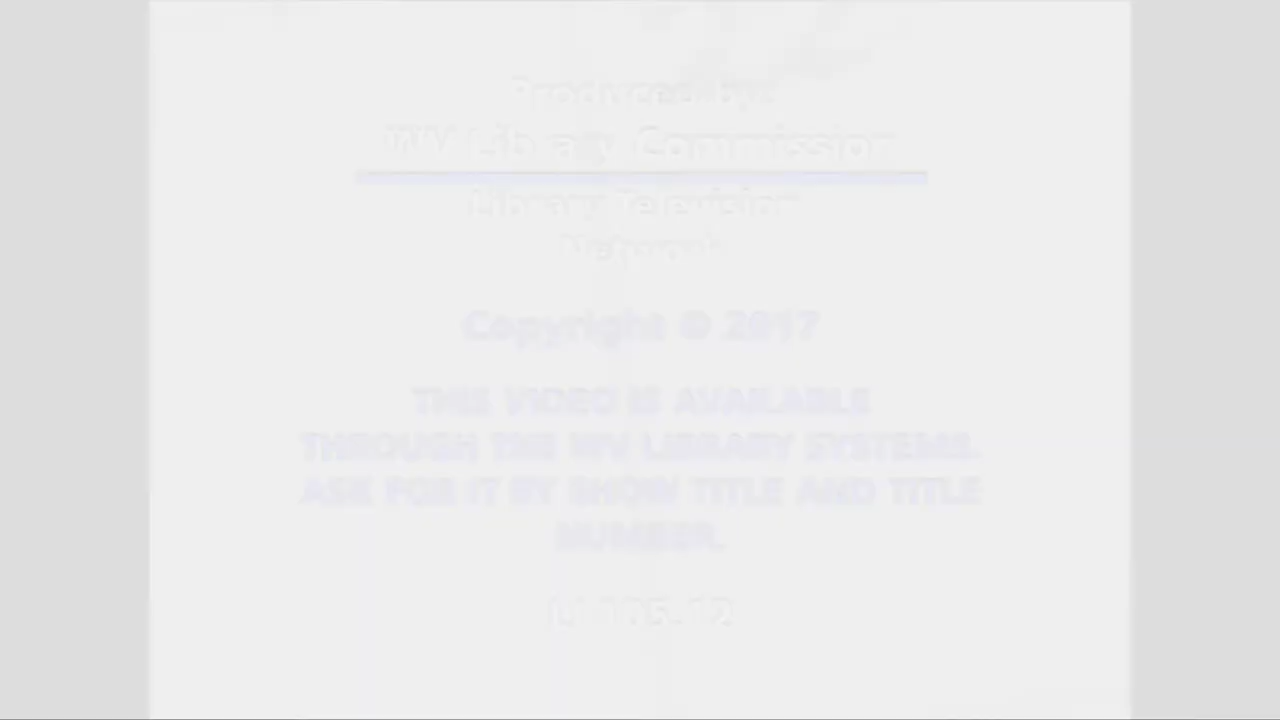 Produced by:
WV Library Commission
Library Television
Network
Copyright © 2017
THIS VIDEO IS AVAILABLE
THROUGH THE WV LIBRARY SYSTEMS.
ASK FOR IT BY SHOW TITLE AND TITLE
NUMBER.